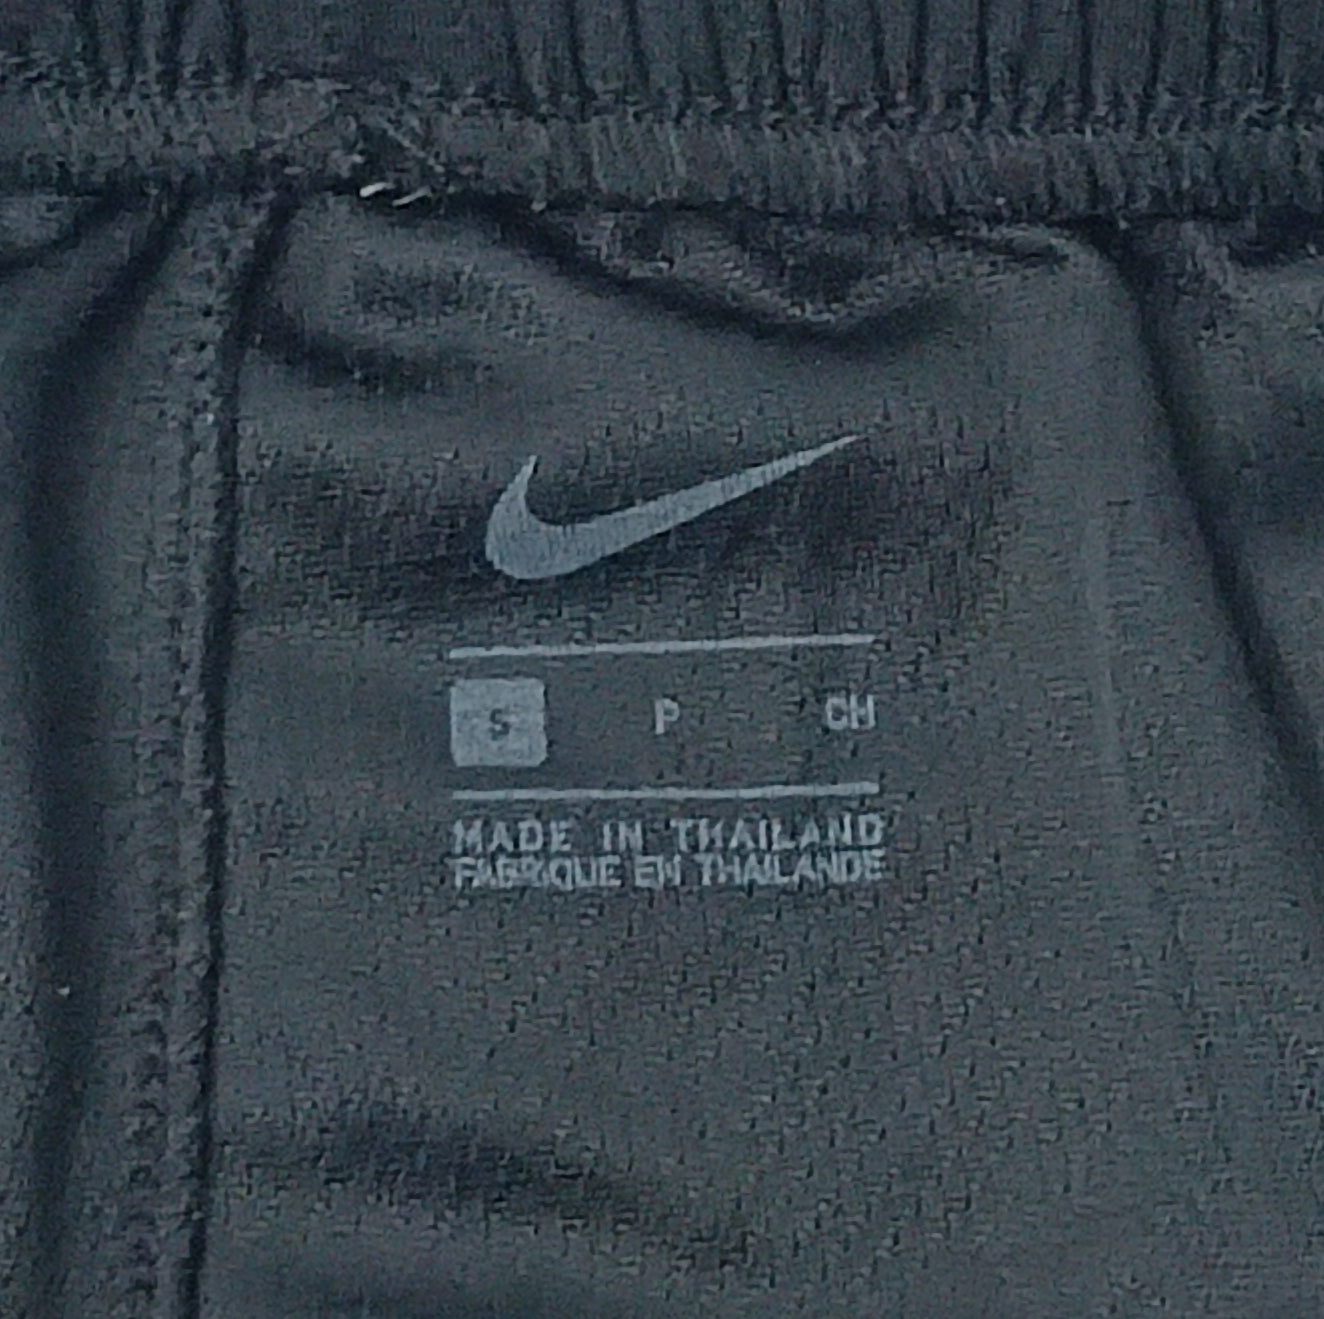 S P CH
MADE IN THAILAND
FABRIQUE EN THAILANDE